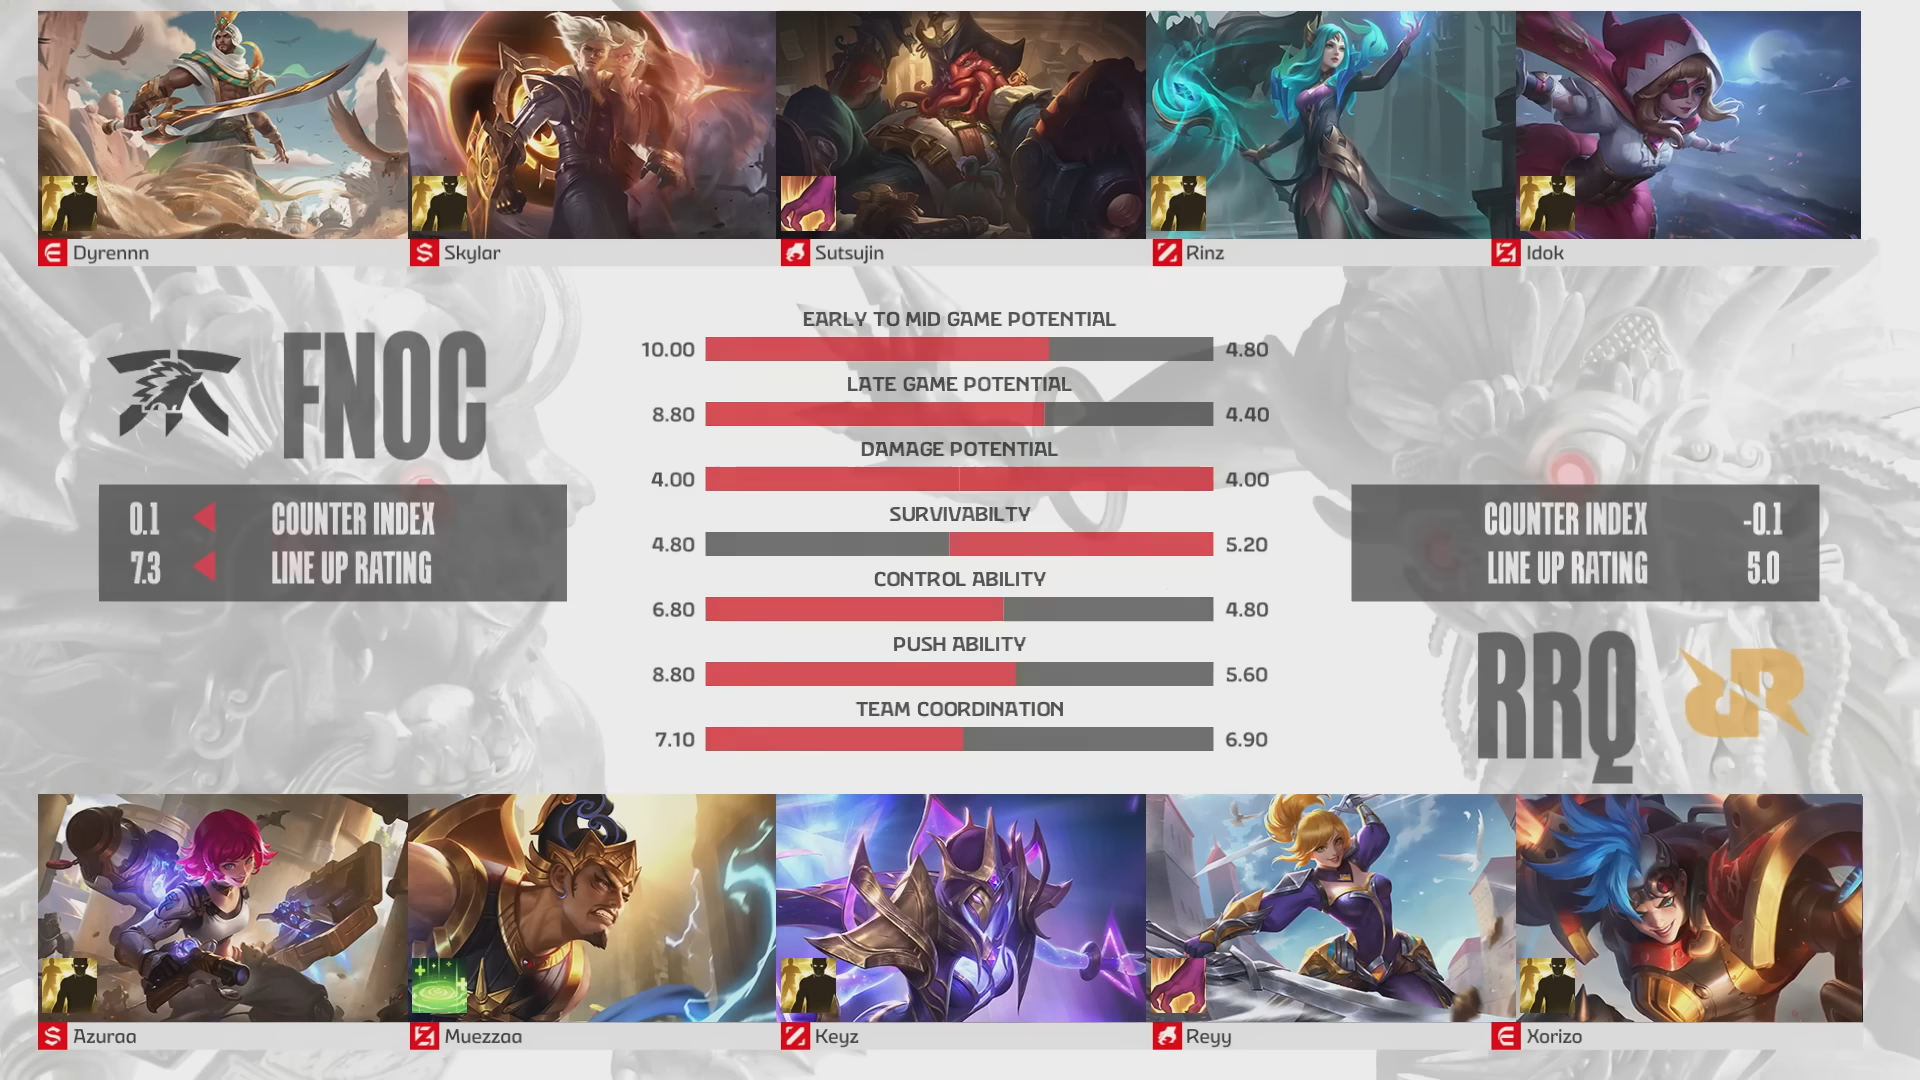 Dyrennn
Skylar
Sutsujin
Rinz
Idok
EARLY TO MID GAME POTENTIAL
10.00 4.80
LATE GAME POTENTIAL
8.80 4.40
DAMAGE POTENTIAL
4.00 4.00
SURVIVABILTY
4.80 5.20
CONTROL ABILITY
6.80 4.80
PUSH ABILITY
8.80 5.60
TEAM COORDINATION
7.10 6.90
FNOC
0.1 COUNTER INDEX
7.3 LINE UP RATING
COUNTER INDEX -0.1
LINE UP RATING 5.0
RRQ
Azuraa
Muezzaa
Keyz
Reyy
Xorizo